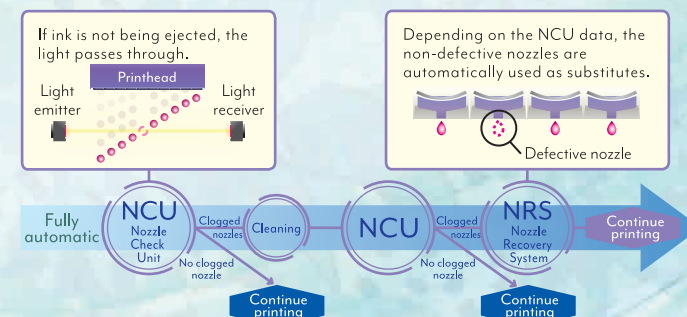 If ink is not being ejected, the
light passes through.
Printhead
Light
emitter
Light
receiver
Depending on the NCU data, the
non-defective nozzles are
automatically used as substitutes.
Defective nozzle
Fully
automatic
NCU
Nozzle
Check
Unit
Clogged
nozzles
No clogged
nozzle
Cleaning
Continue
printing
NCU
Clogged
nozzles
No clogged
nozzle
NRS
Nozzle
Recovery
System
Continue
printing
Continue
printing